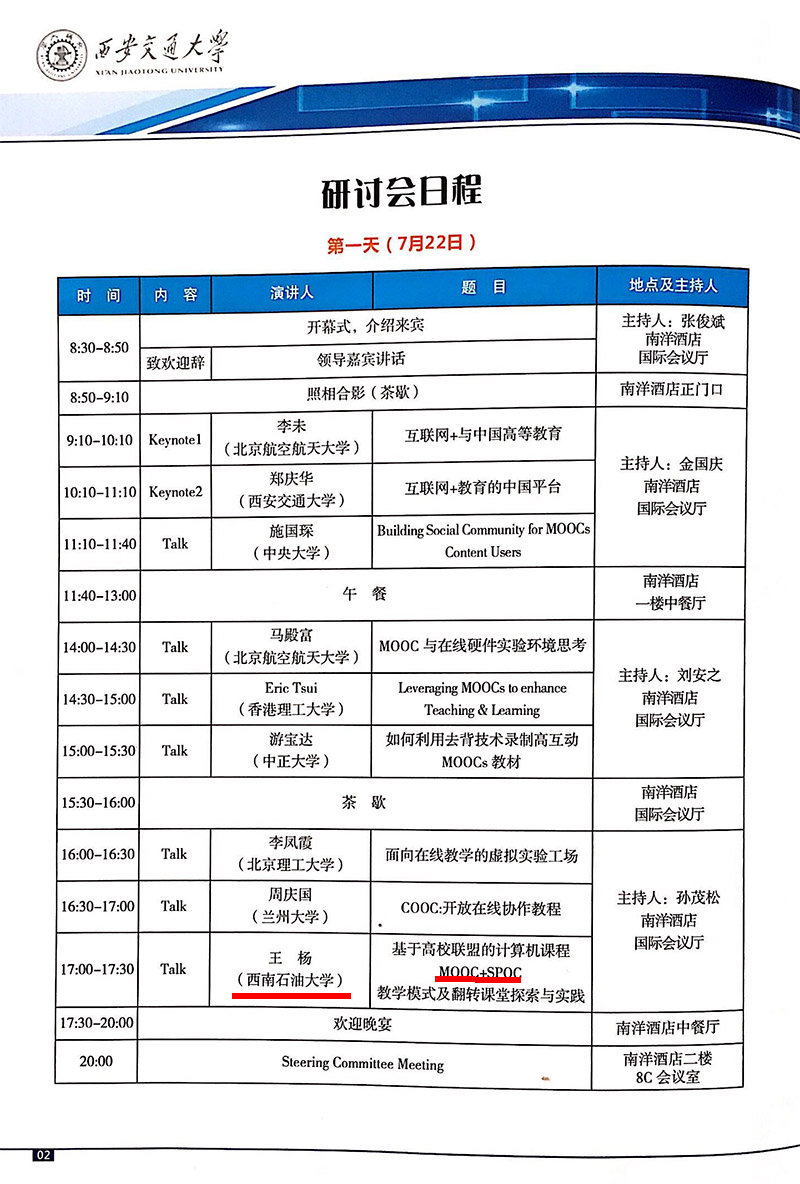 西安交通大学
XI'AN JIAOTONG UNIVERSITY
研讨会日程
第一天（7月22日）
时 间 内 容 演讲人 题 目 地点及主持人
8:30-8:50
开幕式，介绍来宾
致欢迎辞 领导嘉宾讲话
主持人：张俊斌
南洋酒店
国际会议厅
8:50-9:10 照相合影（茶歇） 南洋酒店正门口
9:10-10:10 Keynote1
李未
（北京航空航天大学）
互联网+与中国高等教育
10:10-11:10 Keynote2
郑庆华
（西安交通大学）
互联网+教育的中国平台
主持人：金国庆
南洋酒店
国际会议厅
11:10-11:40 Talk
施国琛
（中央大学）
Building Social Community for MOOCs
Content Users
11:40-13:00 午 餐
南洋酒店
一楼中餐厅
14:00-14:30 Talk
马殿富
（北京航空航天大学）
MOOC 与在线硬件实验环境思考
14:30-15:00 Talk
Eric Tsui
（香港理工大学）
Leveraging MOOCs to enhance
Teaching & Learning
主持人：刘安之
南洋酒店
国际会议厅
15:00-15:30 Talk
游宝达
（中正大学）
如何利用去背技术录制高互动
MOOCs 教材
15:30-16:00 茶 歇
南洋酒店
国际会议厅
16:00-16:30 Talk
李凤霞
（北京理工大学）
面向在线教学的虚拟实验工场
16:30-17:00 Talk
周庆国
（兰州大学）
COOC:开放在线协作教程
主持人：孙茂松
南洋酒店
国际会议厅
17:00-17:30 Talk
王 杨
（西南石油大学）
基于高校联盟的计算机课程
MOOC+SPOC
教学模式及翻转课堂探索与实践
17:30-20:00 欢迎晚宴 南洋酒店中餐厅
20:00 Steering Committee Meeting
南洋酒店二楼
8C 会议室
02